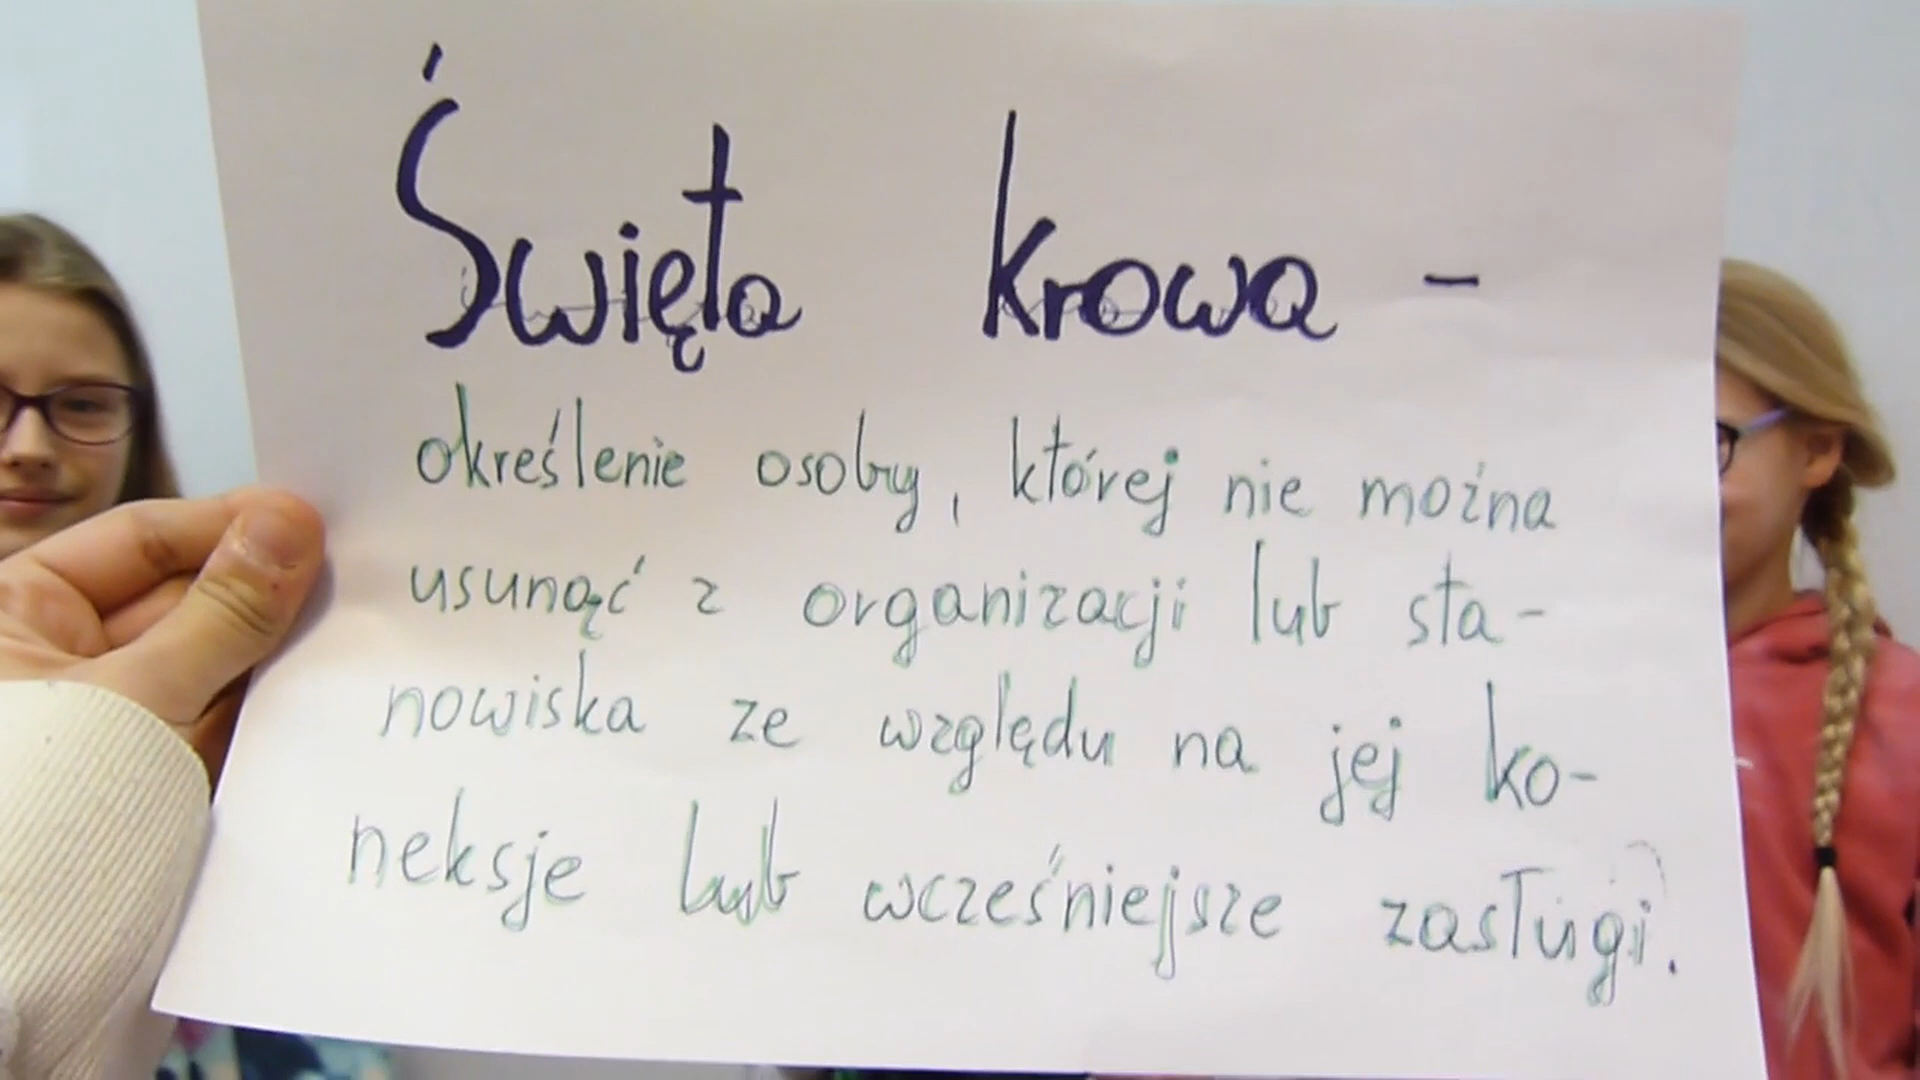 Święta krowa -
określenie osoby, której nie można
usunąć z organizacji lub sta-
nowiska ze względu na jej ko-
neksje lub wcześniejsze zasługi.